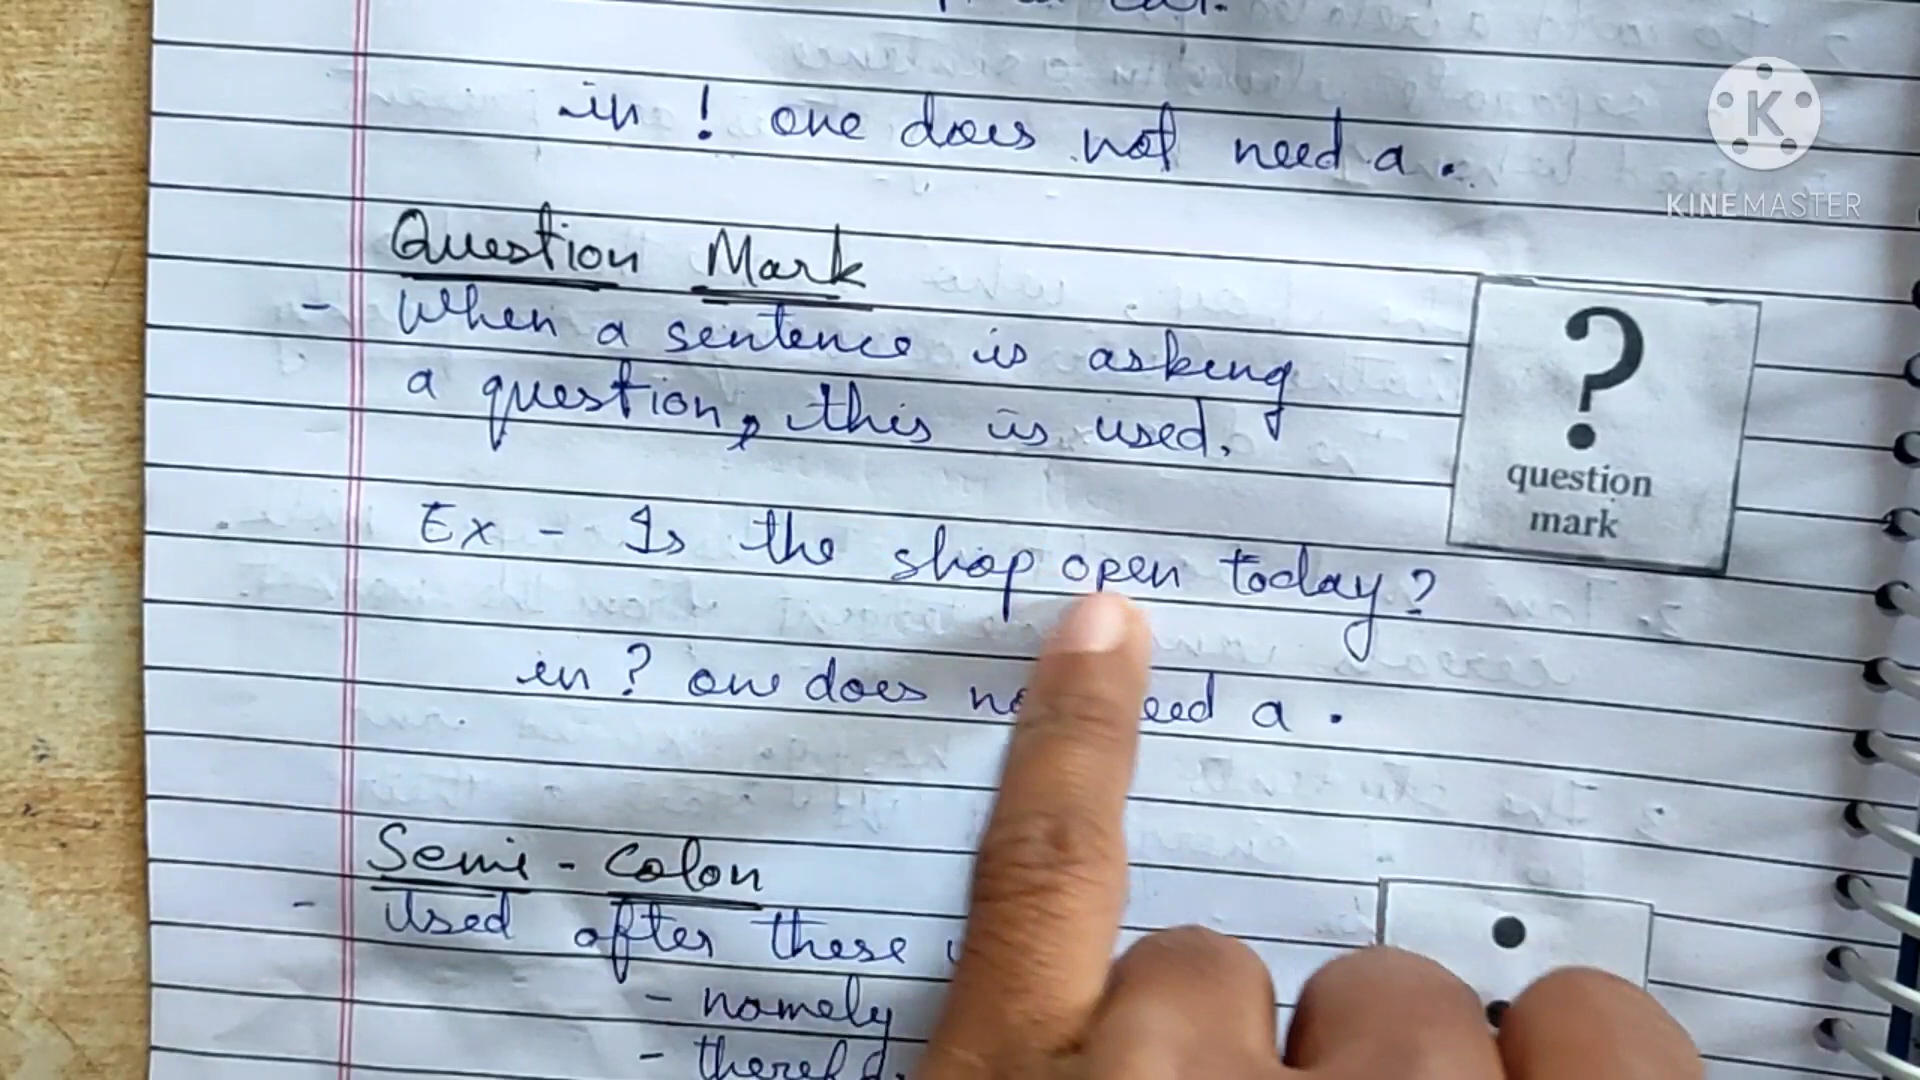 in ! one does not need a .
KINEMASTER
Question Mark
- When a sentence is asking
a question, this is used.
?
question
mark
Ex - Is the shop open today?
in ? one does need a .
Semi - Colon
- Used after these
- namely
-